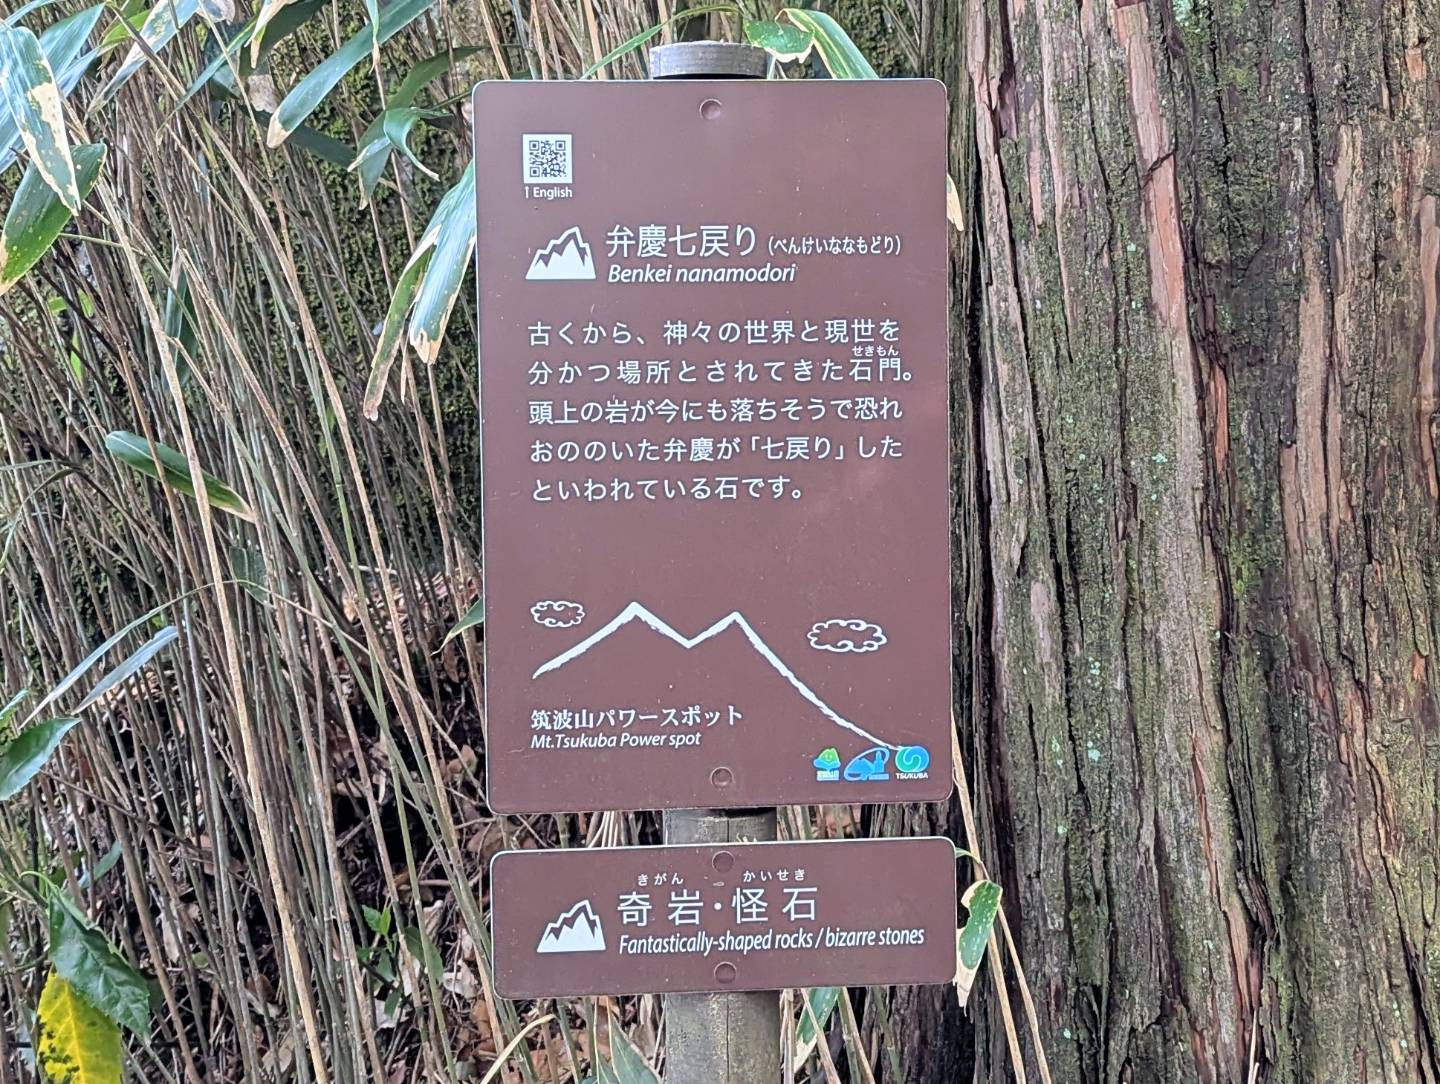 ↑ English
弁慶七戻り (べんけいななもどり)
Benkei nanamodori
古くから、神々の世界と現世を
せきもん
分かつ場所とされてきた石門。
頭上の岩が今にも落ちそうで恐れ
おののいた弁慶が「七戻り」した
といわれている石です。
筑波山パワースポット
Mt.Tsukuba Power spot
TSUKUBA
きがん かいせき
奇岩・怪石
Fantastically-shaped rocks / bizarre stones